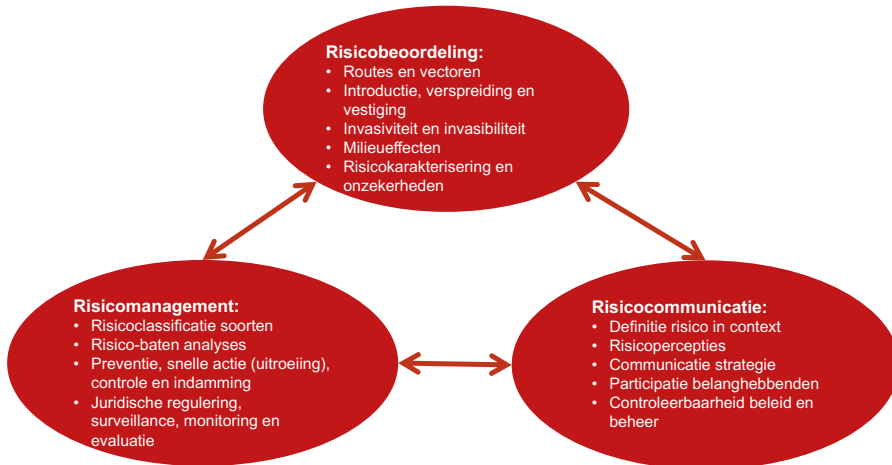 Risicobeoordeling:
• Routes en vectoren
• Introductie, verspreiding en
vestiging
• Invasiviteit en invasibiliteit
• Milieueffecten
• Risicokarakterisering en
onzekerheden
Risicomanagement:
• Risicoclassificatie soorten
• Risico-baten analyses
• Preventie, snelle actie (uitroeiing),
controle en indamming
• Juridische regulering,
surveillance, monitoring en
evaluatie
Risicocommunicatie:
• Definitie risico in context
• Risicopercepties
• Communicatie strategie
• Participatie belanghebbenden
• Controleerbaarheid beleid en
beheer